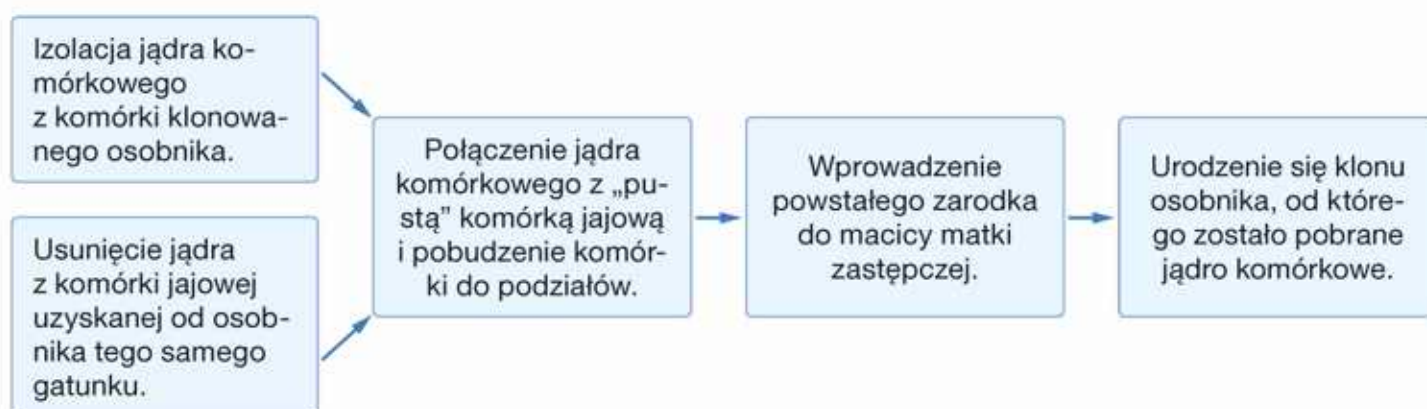 Izolacja jądra ko-
mórkowego
z komórki klonowa-
nego osobnika.
Usunięcie jądra
z komórki jajowej
uzyskanej od osob-
nika tego samego
gatunku.
Połączenie jądra
komórkowego z „pu-
stą” komórką jajową
i pobudzenie komór-
ki do podziałów.
Wprowadzenie
powstałego zarodka
do macicy matki
zastępczej.
Urodzenie się klonu
osobnika, od które-
go zostało pobrane
jądro komórkowe.